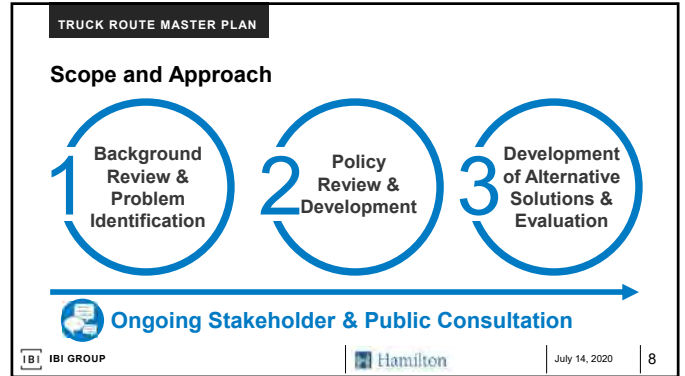 TRUCK ROUTE MASTER PLAN
Scope and Approach
1
Background
Review &
Problem
Identification
2
Policy
Review &
Development
3
Development
of Alternative
Solutions &
Evaluation
Ongoing Stakeholder & Public Consultation
IBI IBI GROUP
Hamilton
July 14, 2020
8